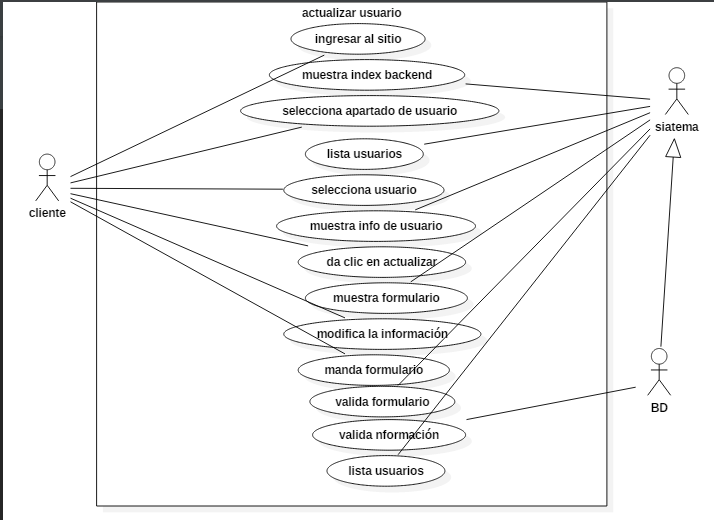 actualizar usuario
ingresar al sitio
muestra index backend
selecciona apartado de usuario
siatema
lista usuarios
selecciona usuario
cliente
muestra info de usuario
da clic en actualizar
muestra formulario
modifica la información
manda formulario
valida formulario
BD
valida nformación
lista usuarios